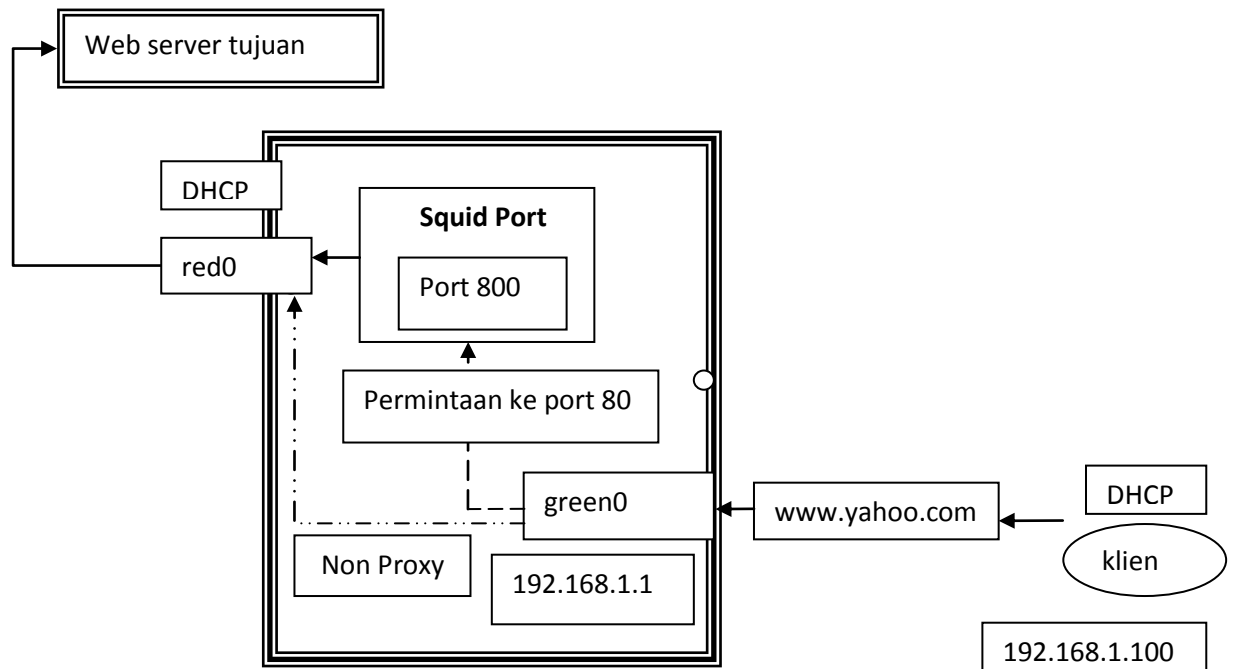 Web server tujuan
DHCP
Squid Port
red0
Port 800
Permintaan ke port 80
green0
www.yahoo.com
DHCP
klien
Non Proxy
192.168.1.1
192.168.1.100